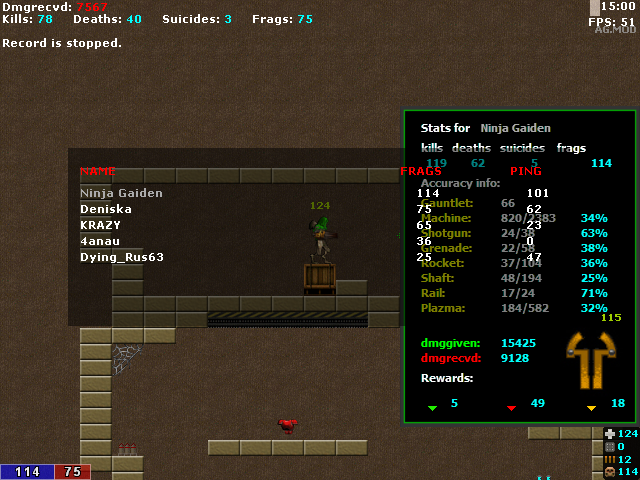 Dmgrecvd: 7567
Kills: 78 Deaths: 40 Suicides: 3 Frags: 75
15:00
FPS: 51
AG.MOD
Record is stopped.
Stats for Ninja Gaiden
kills deaths suicides frags
119 62 5 114
NAME FRAGS PING
Ninja Gaiden 114 101
Deniska 75 62
KRAZY 65 23
4anau 36 0
Dying_Rus63 25 47
124
Accuracy info:
Gauntlet: 66
Machine: 820/2383 34%
Shotgun: 24/38 63%
Grenade: 22/58 38%
Rocket: 37/104 36%
Shaft: 48/194 25%
Rail: 17/24 71%
Plazma: 184/582 32%
115
dmggiven: 15425
dmgrecvd: 9128
Rewards:
5 49 18
124
0
12
114
114 75